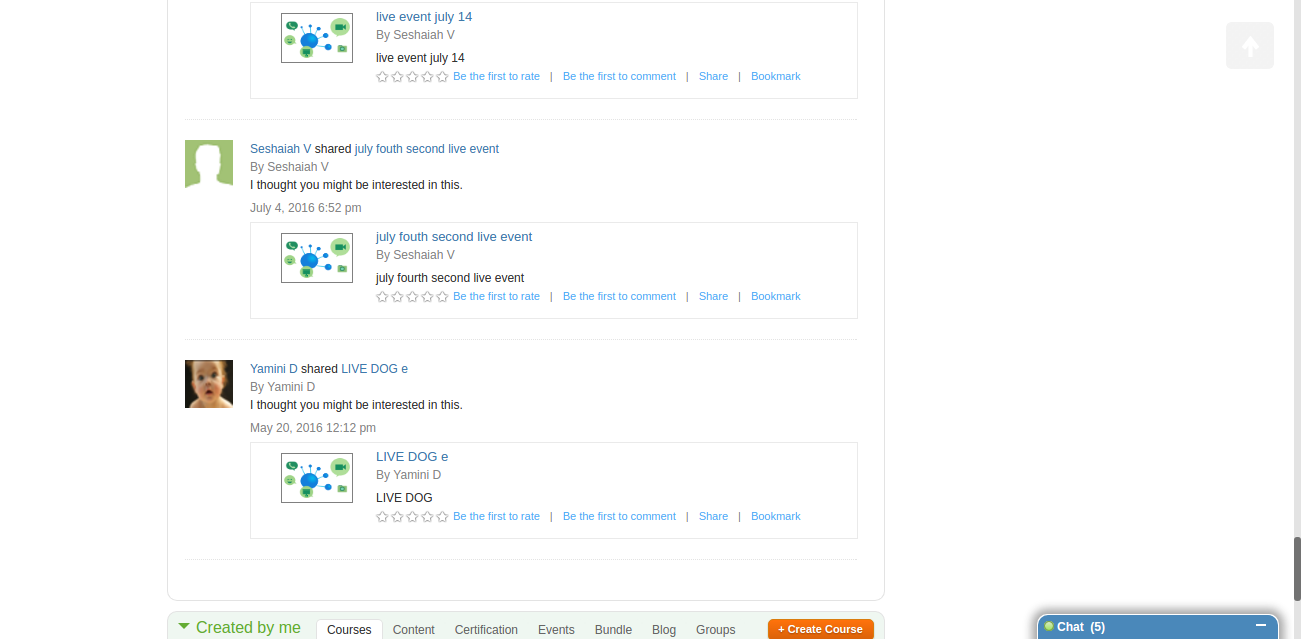 live event july 14
By Seshaiah V
live event july 14
Be the first to rate | Be the first to comment | Share | Bookmark
Seshaiah V shared july fouth second live event
By Seshaiah V
I thought you might be interested in this.
July 4, 2016 6:52 pm
july fouth second live event
By Seshaiah V
july fourth second live event
Be the first to rate | Be the first to comment | Share | Bookmark
Yamini D shared LIVE DOG e
By Yamini D
I thought you might be interested in this.
May 20, 2016 12:12 pm
LIVE DOG e
By Yamini D
LIVE DOG
Be the first to rate | Be the first to comment | Share | Bookmark
Created by me Courses Content Certification Events Bundle Blog Groups + Create Course
Chat (5)